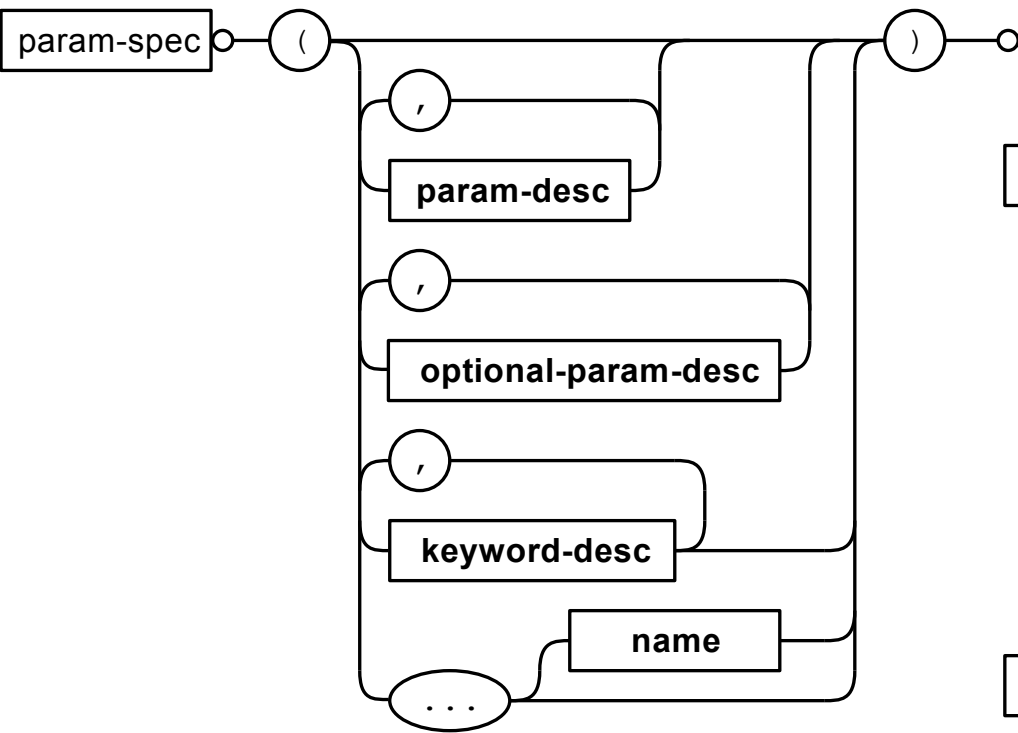 param-spec ( )
,
param-desc
,
optional-param-desc
,
keyword-desc
name
...